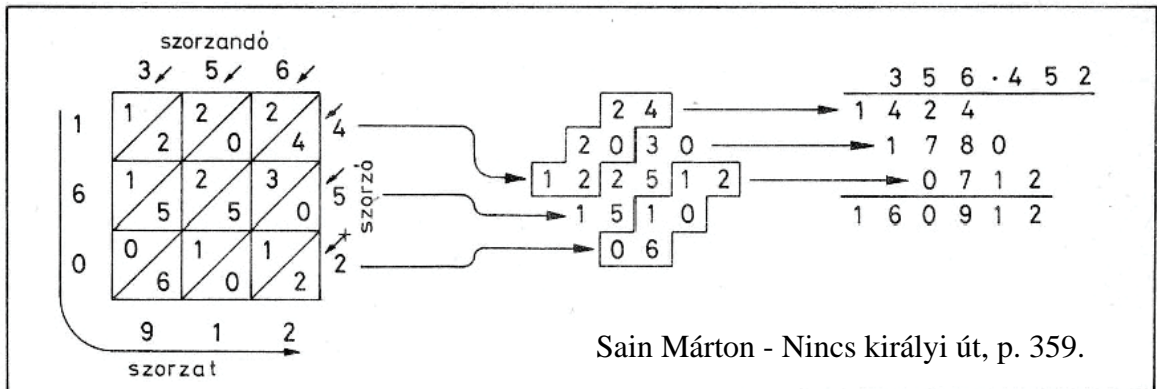 szorzandó
3 5 6
1 1 2 2 2 0 2 4 4
6 1 5 2 5 3 0 5 szorzó
0 0 6 1 0 1 2 2
9 1 2
szorzat
2 4
2 0 3 0
1 2 2 5 1 2
1 5 1 0
0 6
3 5 6 · 4 5 2
1 4 2 4
1 7 8 0
0 7 1 2
1 6 0 9 1 2
Sain Márton - Nincs királyi út, p. 359.